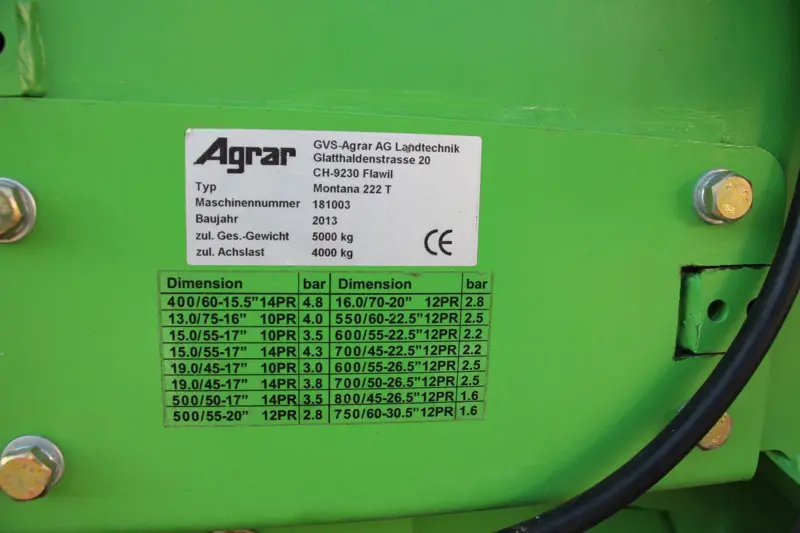 Agrar
GVS-Agrar AG Landtechnik
Glatthaldenstrasse 20
CH-9230 Flawil
Typ Montana 222 T
Maschinennummer 181003
Baujahr 2013
zul. Ges.-Gewicht 5000 kg
zul. Achslast 4000 kg
CE
Dimension bar Dimension bar
400/60-15.5" 14PR 4.8 16.0/70-20" 12PR 2.8
13.0/75-16" 10PR 4.0 550/60-22.5" 12PR 2.5
15.0/55-17" 10PR 3.5 600/55-22.5" 12PR 2.2
15.0/55-17" 14PR 4.3 700/45-22.5" 12PR 2.2
19.0/45-17" 10PR 3.0 600/55-26.5" 12PR 2.5
19.0/45-17" 14PR 3.8 700/50-26.5" 12PR 2.5
500/50-17" 14PR 3.5 800/45-26.5" 12PR 1.6
500/55-20" 12PR 2.8 750/60-30.5" 12PR 1.6